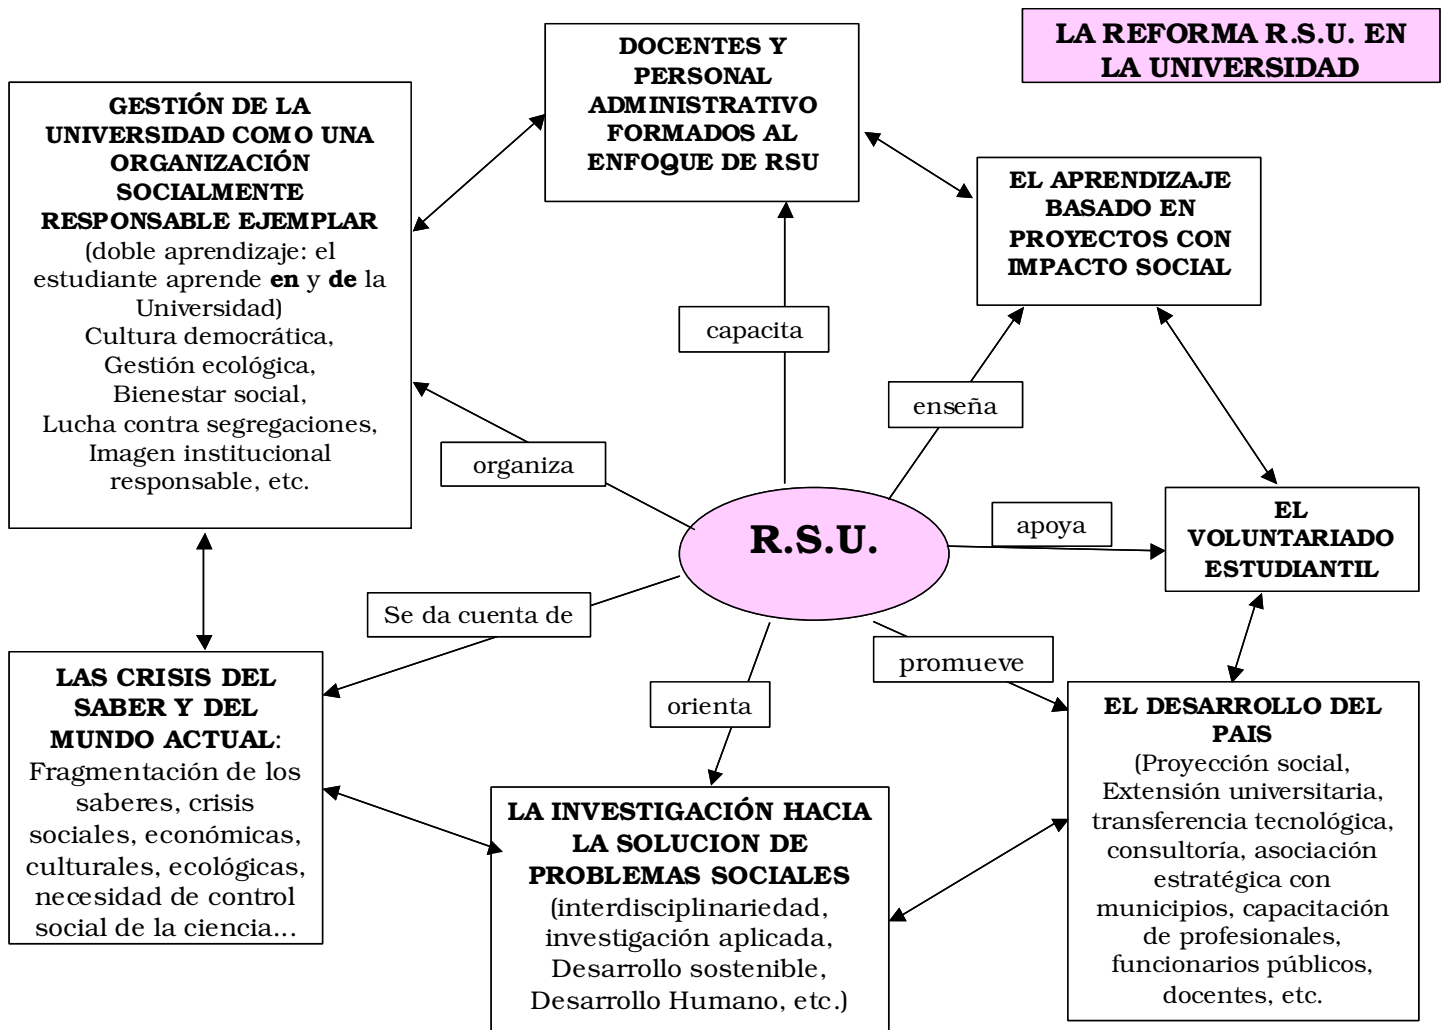 LA REFORMA R.S.U. EN
LA UNIVERSIDAD
DOCENTES Y
PERSONAL
ADMINISTRATIVO
FORMADOS AL
ENFOQUE DE RSU
GESTIÓN DE LA
UNIVERSIDAD COMO UNA
ORGANIZACIÓN
SOCIALMENTE
RESPONSABLE EJEMPLAR
(doble aprendizaje: el
estudiante aprende en y de la
Universidad)
Cultura democrática,
Gestión ecológica,
Bienestar social,
Lucha contra segregaciones,
Imagen institucional
responsable, etc.
EL APRENDIZAJE
BASADO EN
PROYECTOS CON
IMPACTO SOCIAL
capacita
enseña
organiza
R.S.U.
apoya
EL
VOLUNTARIADO
ESTUDIANTIL
Se da cuenta de
promueve
orienta
LAS CRISIS DEL
SABER Y DEL
MUNDO ACTUAL:
Fragmentación de los
saberes, crisis
sociales, económicas,
culturales, ecológicas,
necesidad de control
social de la ciencia...
LA INVESTIGACIÓN HACIA
LA SOLUCION DE
PROBLEMAS SOCIALES
(interdisciplinariedad,
investigación aplicada,
Desarrollo sostenible,
Desarrollo Humano, etc.)
EL DESARROLLO DEL
PAIS
(Proyección social,
Extensión universitaria,
transferencia tecnológica,
consultoría, asociación
estratégica con
municipios, capacitación
de profesionales,
funcionarios públicos,
docentes, etc.